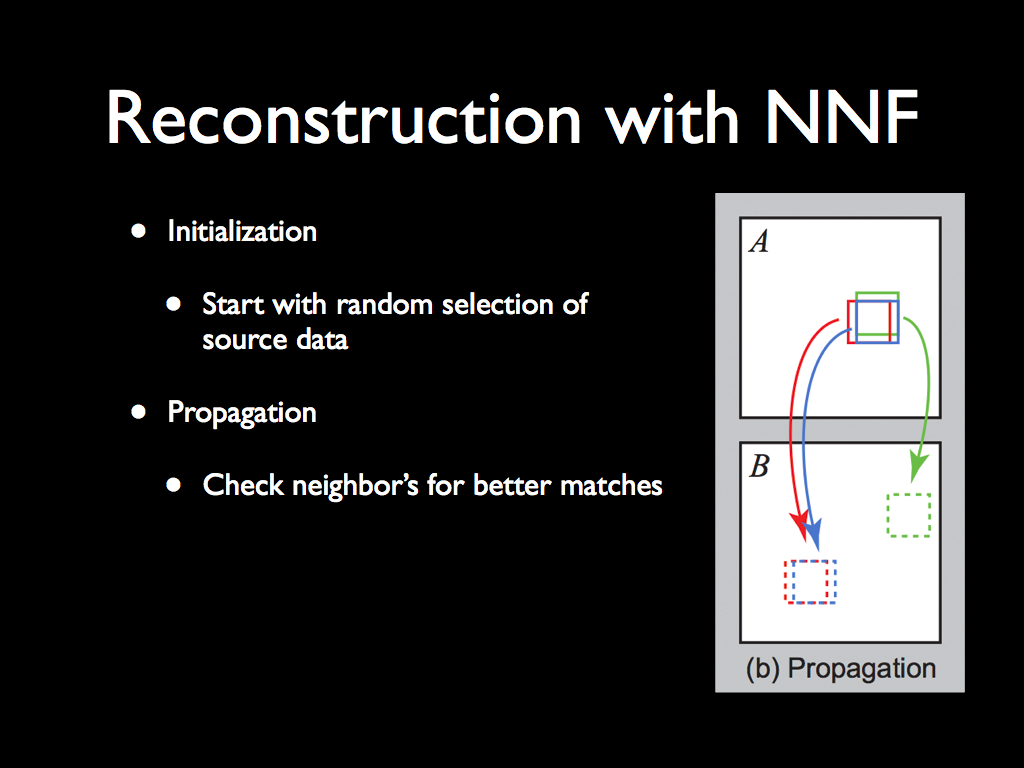 Reconstruction with NNF
• Initialization
• Start with random selection of
source data
• Propagation
• Check neighbor's for better matches
A
B
(b) Propagation